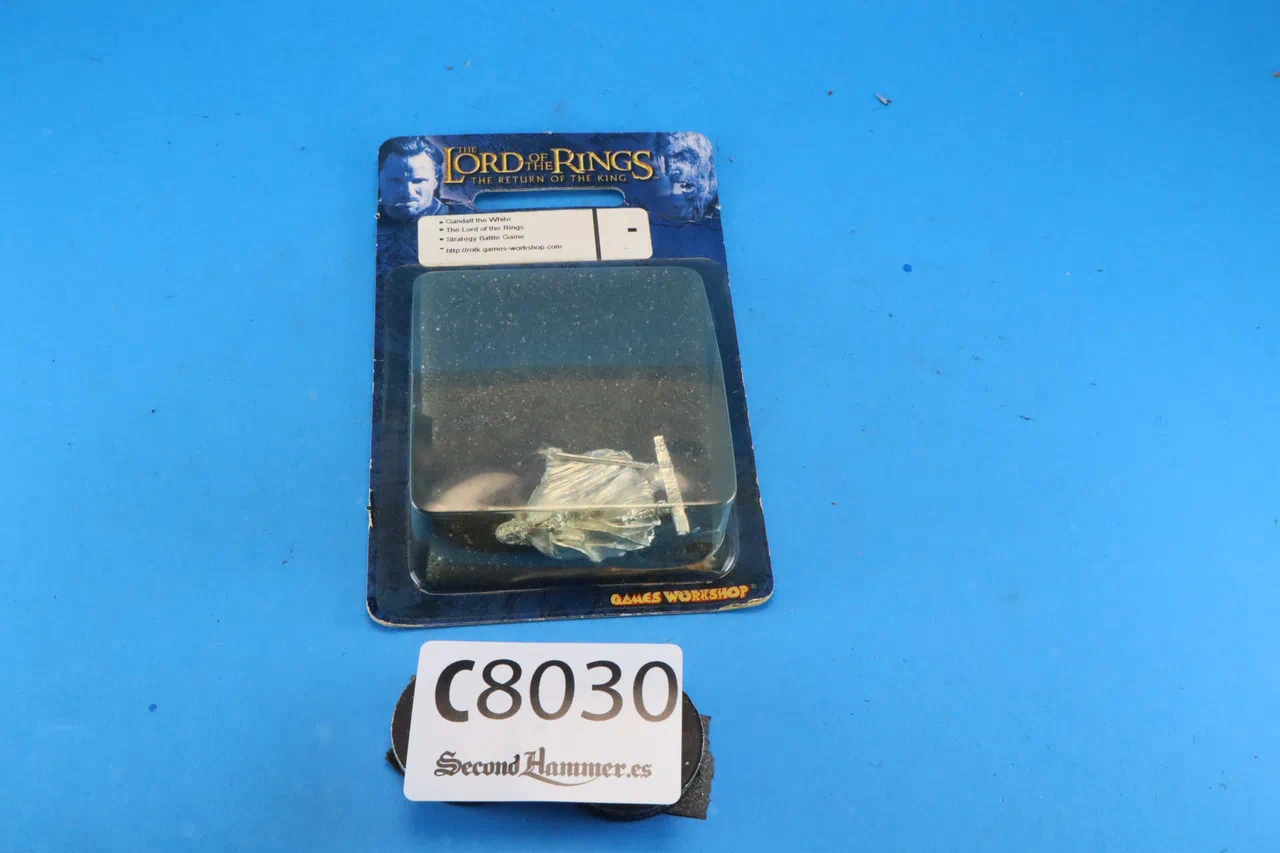 THE LORD OF THE RINGS™
THE RETURN OF THE KING
Gandalf the White
The Lord of the Rings
Strategy Battle Game
http://rotk.games-workshop.com
GAMES WORKSHOP
C8030
SecondHammer.es